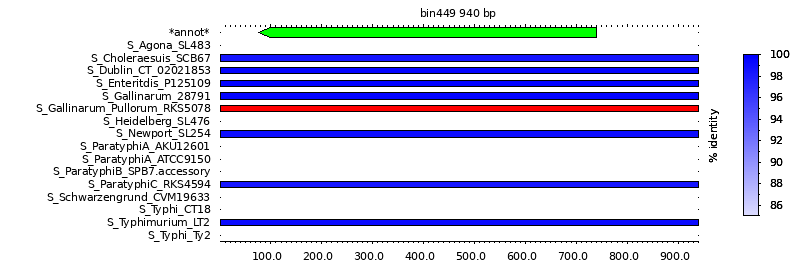 bin449 940 bp
*annot*
S_Agona_SL483
S_Choleraesuis_SCB67
S_Dublin_CT_02021853
S_Enteritdis_P125109
S_Gallinarum_28791
S_Gallinarum_Pullorum_RKS5078
S_Heidelberg_SL476
S_Newport_SL254
S_ParatyphiA_AKU12601
S_ParatyphiA_ATCC9150
S_ParatyphiB_SPB7.accessory
S_ParatyphiC_RKS4594
S_Schwarzengrund_CVM19633
S_Typhi_CT18
S_Typhimurium_LT2
S_Typhi_Ty2
100.0 200.0 300.0 400.0 500.0 600.0 700.0 800.0 900.0
% identity
100
98
96
94
92
90
88
86